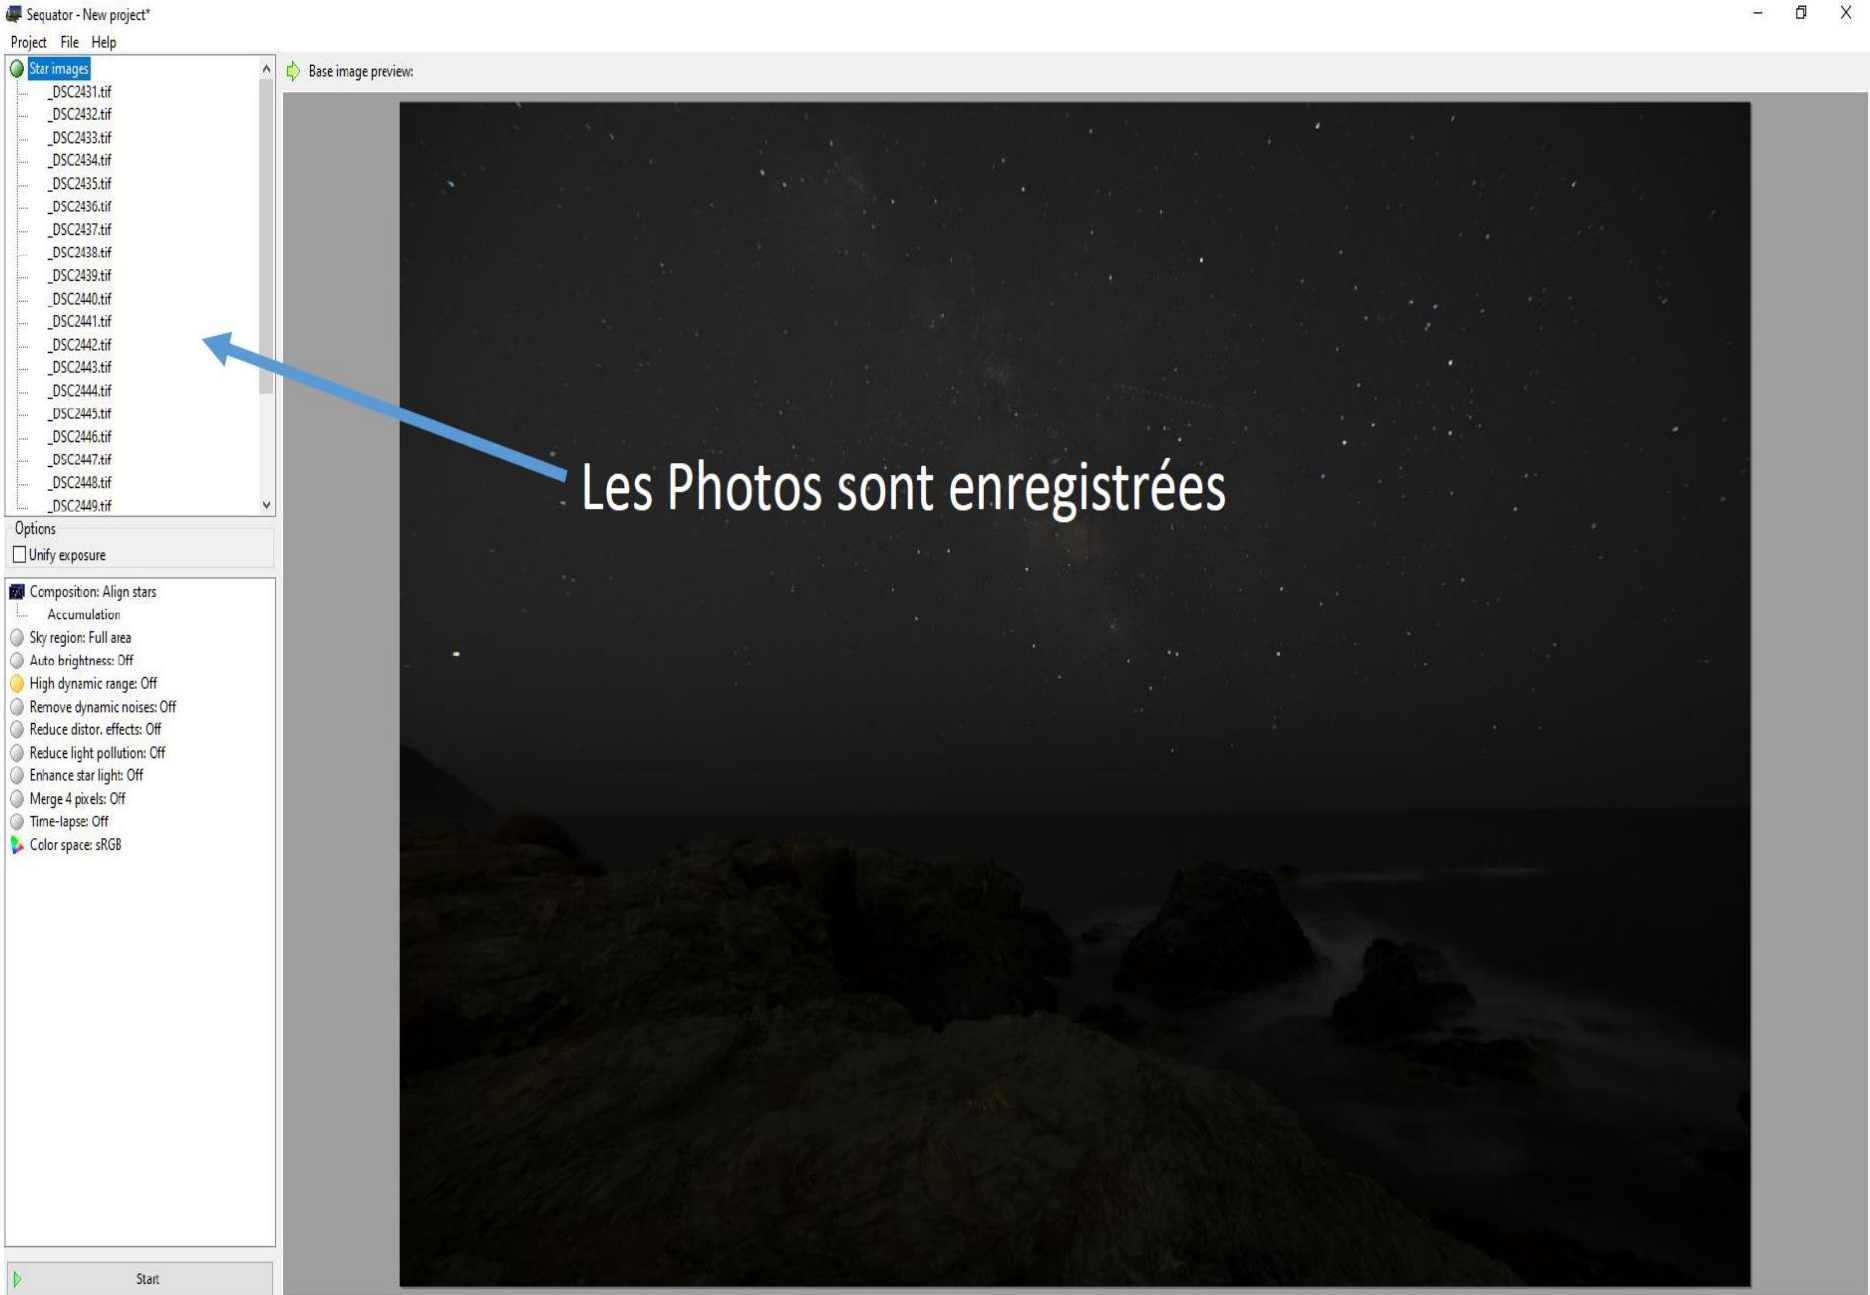 Sequator - New project*
Project File Help
Star images
_DSC2431.tif
_DSC2432.tif
_DSC2433.tif
_DSC2434.tif
_DSC2435.tif
_DSC2436.tif
_DSC2437.tif
_DSC2438.tif
_DSC2439.tif
_DSC2440.tif
_DSC2441.tif
_DSC2442.tif
_DSC2443.tif
_DSC2444.tif
_DSC2445.tif
_DSC2446.tif
_DSC2447.tif
_DSC2448.tif
_DSC2449.tif
Options
Unify exposure
Composition: Align stars
Accumulation
Sky region: Full area
Auto brightness: Off
High dynamic range: Off
Remove dynamic noises: Off
Reduce distor. effects: Off
Reduce light pollution: Off
Enhance star light: Off
Merge 4 pixels: Off
Time-lapse: Off
Color space: sRGB
Start
Base image preview:
Les Photos sont enregistrées